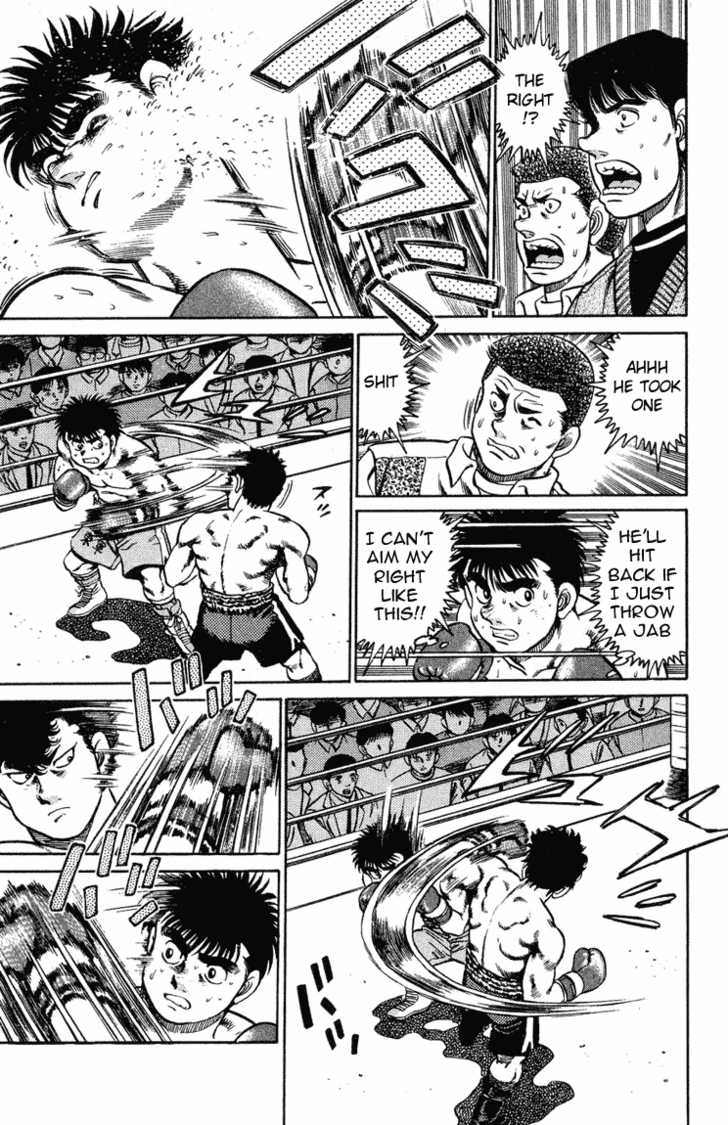 THE
RIGHT
!?
AHHH
HE TOOK
ONE
SHIT
HE'LL
HIT
BACK IF
I JUST
THROW
A JAB
I CAN'T
AIM MY
RIGHT
LIKE
THIS!!